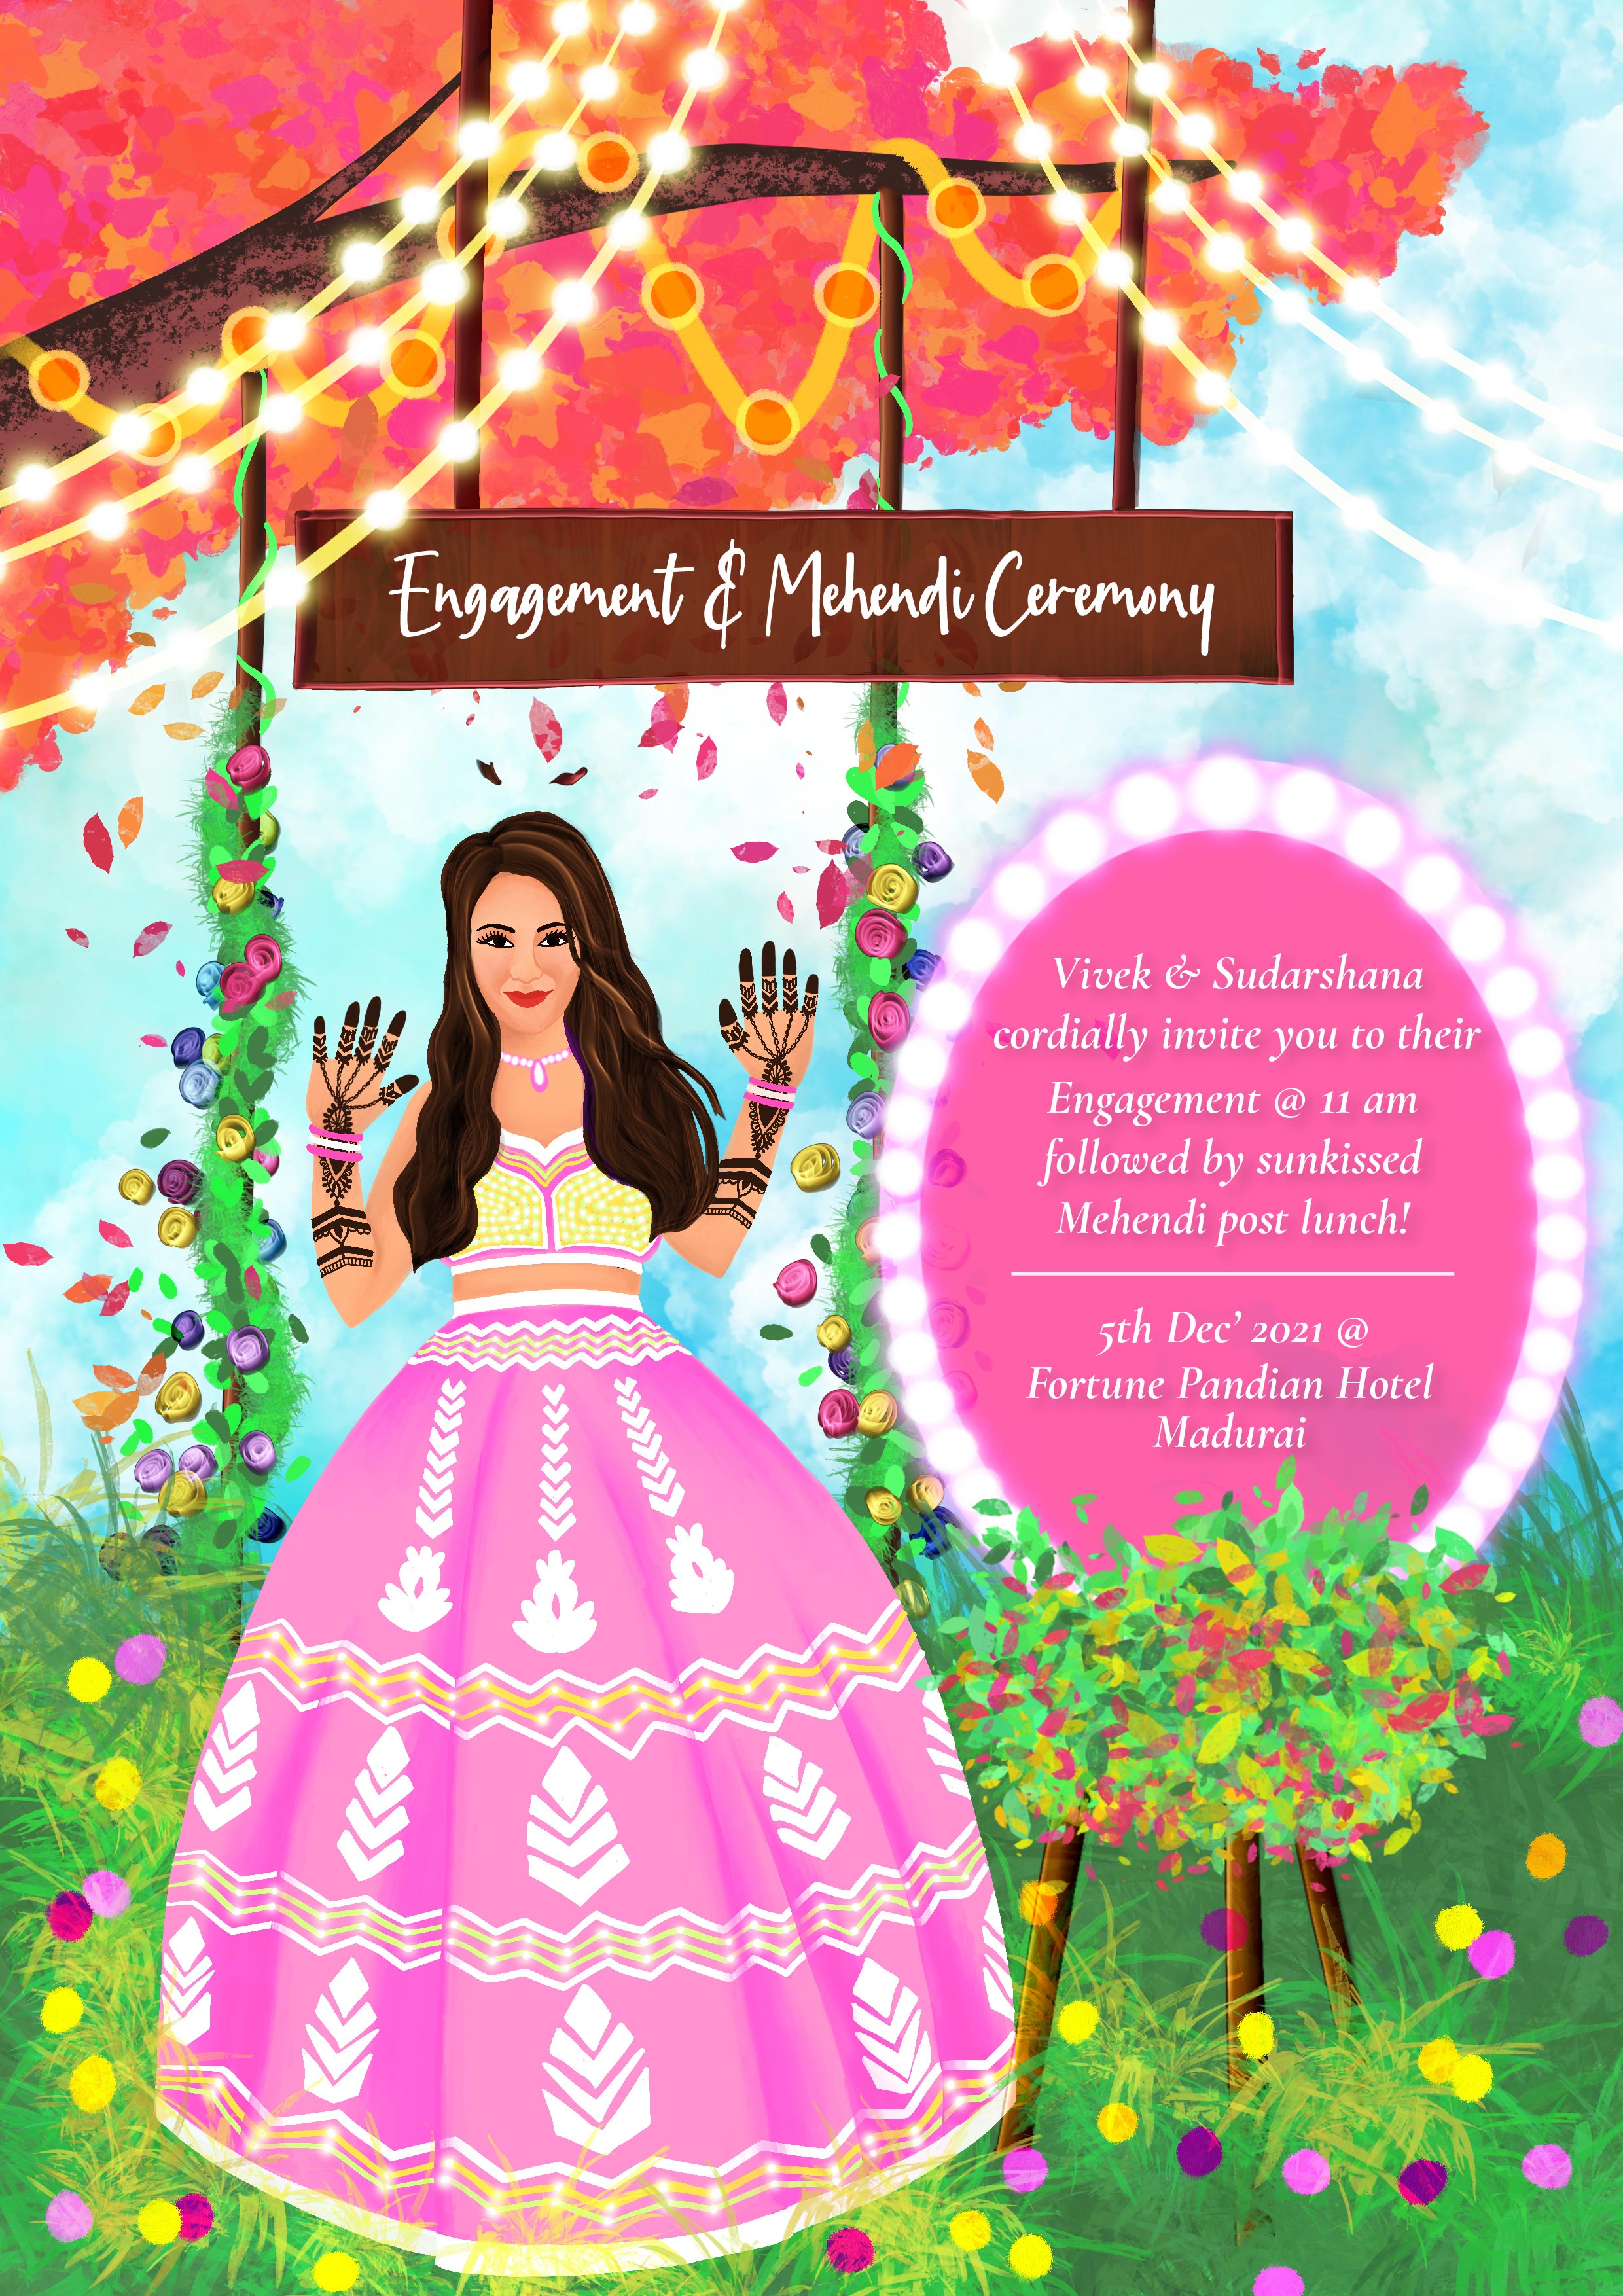 Engagement & Mehendi Ceremony
Vivek & Sudarshana
cordially invite you to their
Engagement @ 11 am
followed by sunkissed
Mehendi post lunch!
5th Dec' 2021 @
Fortune Pandian Hotel
Madurai